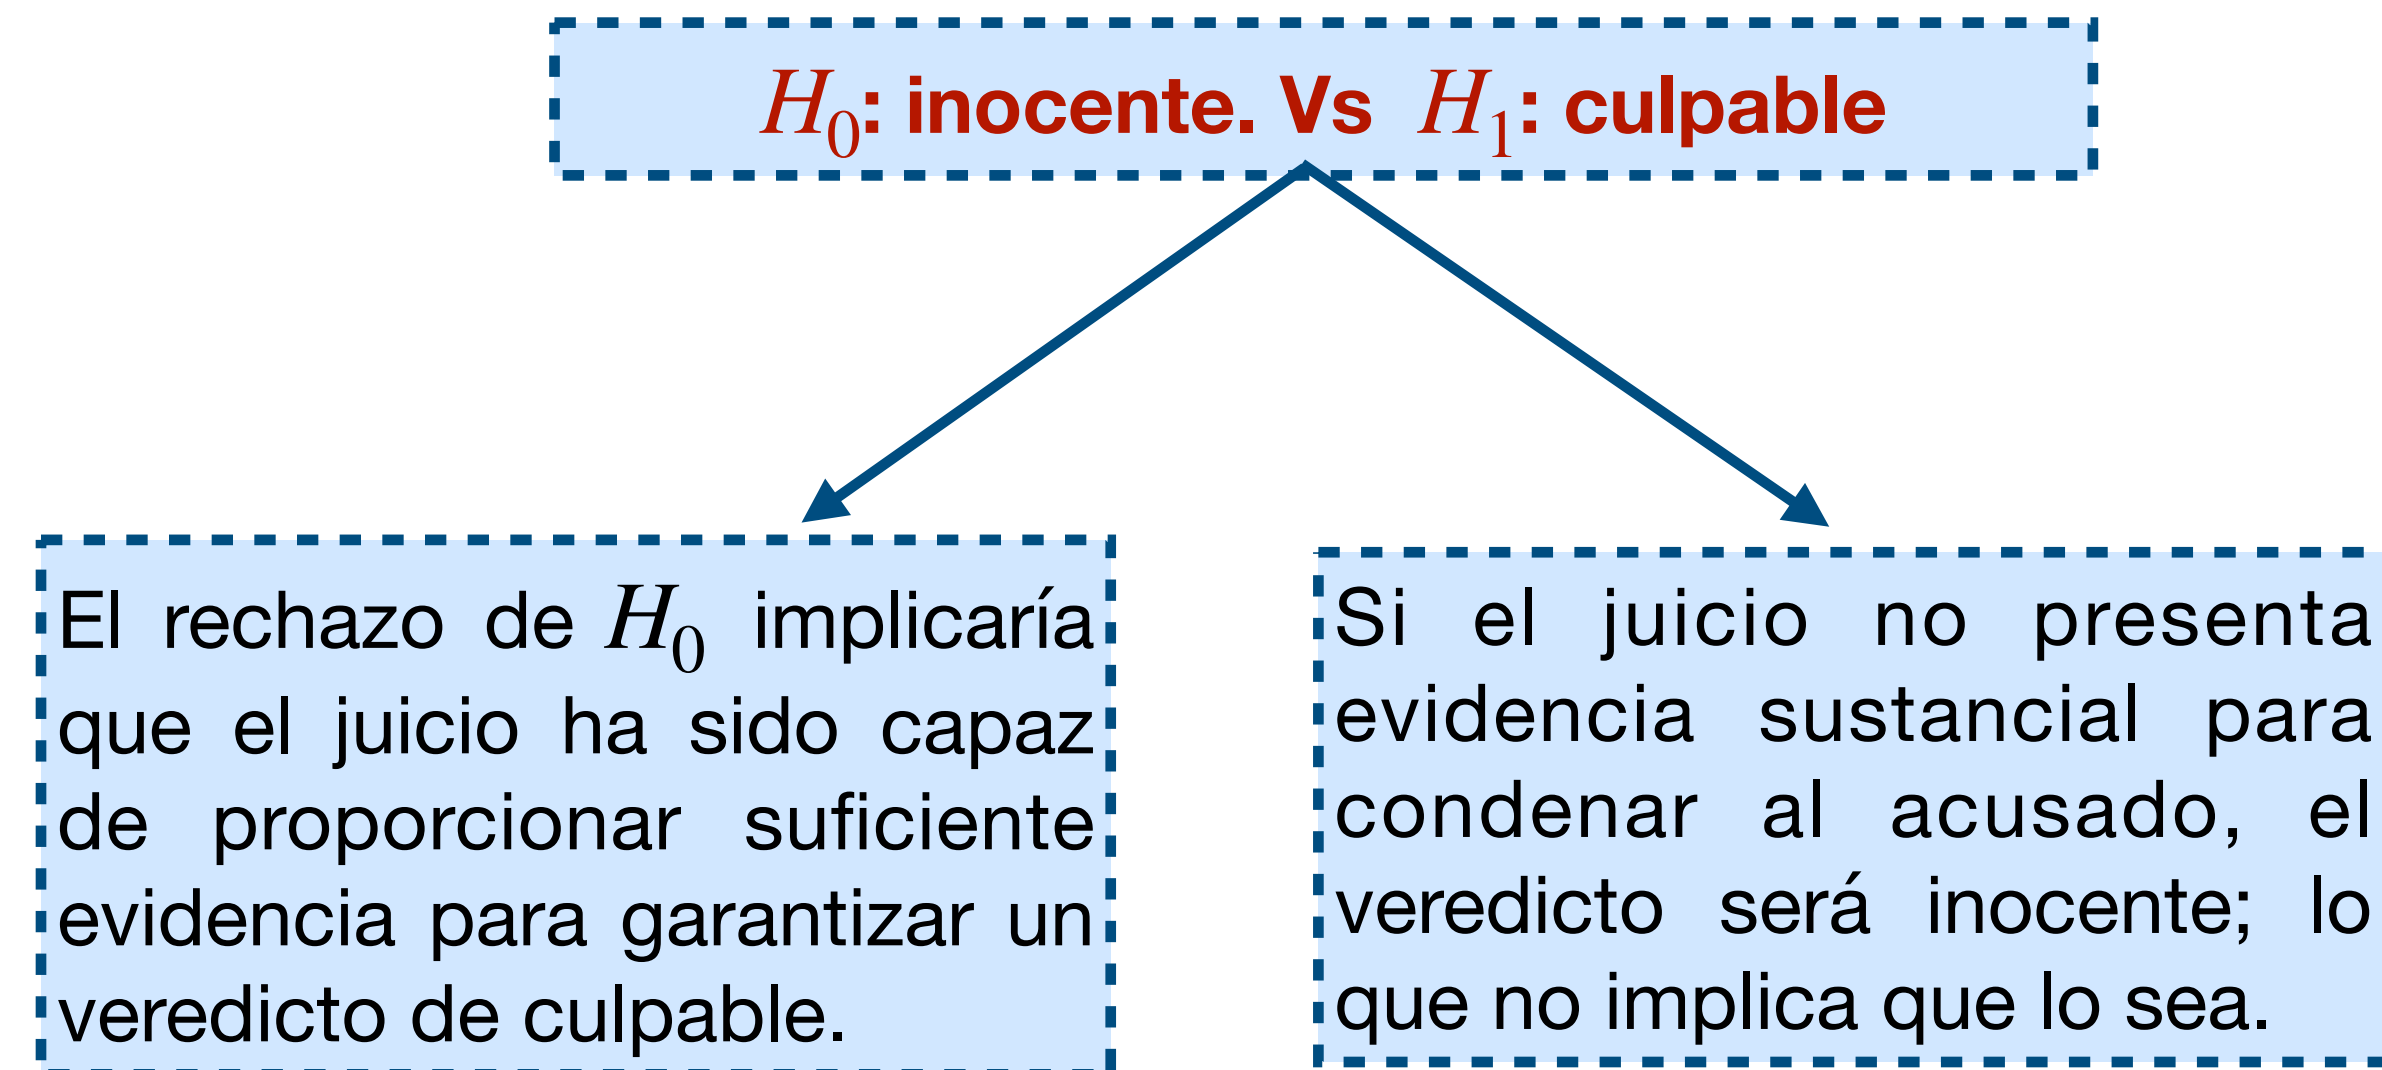 H₀: inocente. Vs H₁: culpable
El rechazo de H₀ implicaría
que el juicio ha sido capaz
de proporcionar suficiente
evidencia para garantizar un
veredicto de culpable.
Si el juicio no presenta
evidencia sustancial para
condenar al acusado, el
veredicto será inocente; lo
que no implica que lo sea.